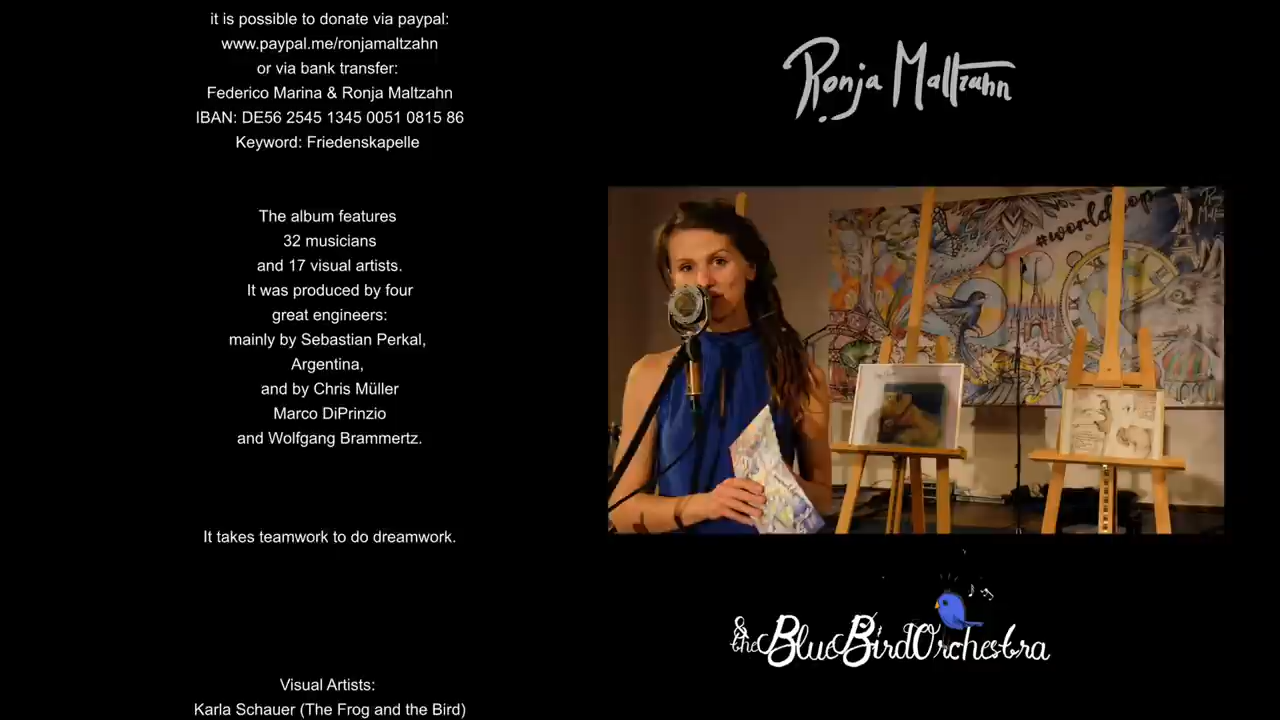 it is possible to donate via paypal:
www.paypal.me/ronjamaltzahn
or via bank transfer:
Federico Marina & Ronja Maltzahn
IBAN: DE56 2545 1345 0051 0815 86
Keyword: Friedenskapelle
The album features
32 musicians
and 17 visual artists.
It was produced by four
great engineers:
mainly by Sebastian Perkal,
Argentina,
and by Chris Müller
Marco DiPrinzio
and Wolfgang Brammertz.
It takes teamwork to do dreamwork.
Visual Artists:
Karla Schauer (The Frog and the Bird)
Ronja Maltzahn
#worldpop
& the BlueBirdOrchestra